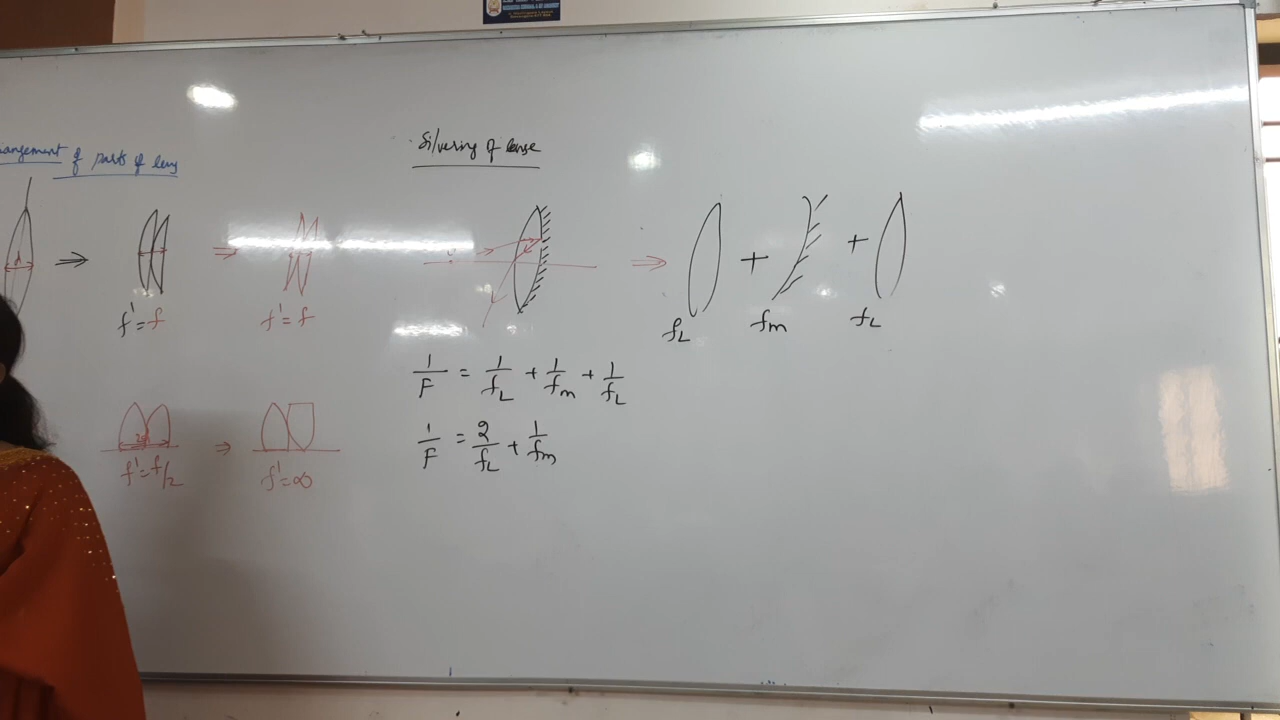 angement of parts of lens
f' = f
f' = f
f' = f/2
f' = ∞
Silvering of lense
fL + fm + fL
1/F = 1/fL + 1/fm + 1/fL
1/F = 2/fL + 1/fm